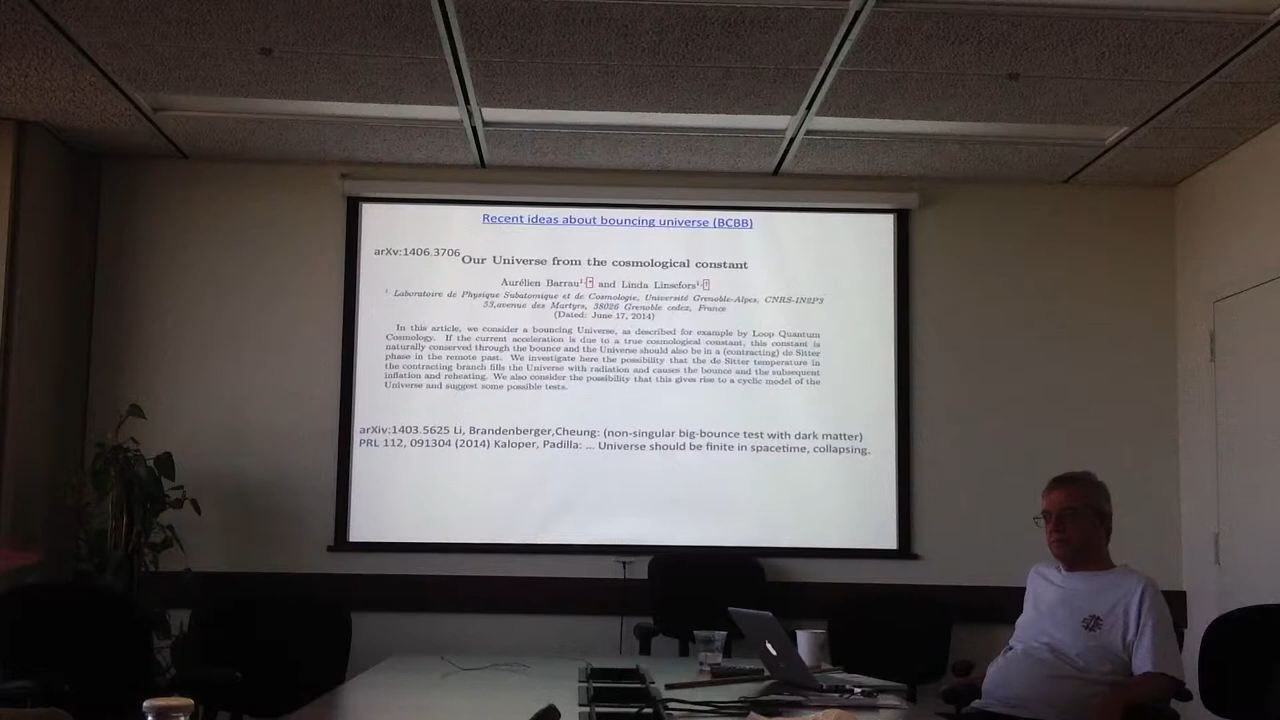 Recent ideas about bouncing universe (BCBB)
arXv:1406.3706
Our Universe from the cosmological constant
Aurélien Barrau¹,* and Linda Linsefors¹,†
¹ Laboratoire de Physique Subatomique et de Cosmologie, Université Grenoble-Alpes, CNRS-IN2P3
53,avenue des Martyrs, 38026 Grenoble cedex, France
(Dated: June 17, 2014)
In this article, we consider a bouncing Universe, as described for example by Loop Quantum
Cosmology. If the current acceleration is due to a true cosmological constant, this constant is
naturally conserved through the bounce and the Universe should also be in a (contracting) de Sitter
phase in the remote past. We investigate here the possibility that the de Sitter temperature in
the contracting branch fills the Universe with radiation and causes the bounce and the subsequent
inflation and reheating. We also consider the possibility that this gives rise to a cyclic model of the
Universe and suggest some possible tests.
arXiv:1403.5625 Li, Brandenberger,Cheung: (non-singular big-bounce test with dark matter)
PRL 112, 091304 (2014) Kaloper, Padilla: ... Universe should be finite in spacetime, collapsing.